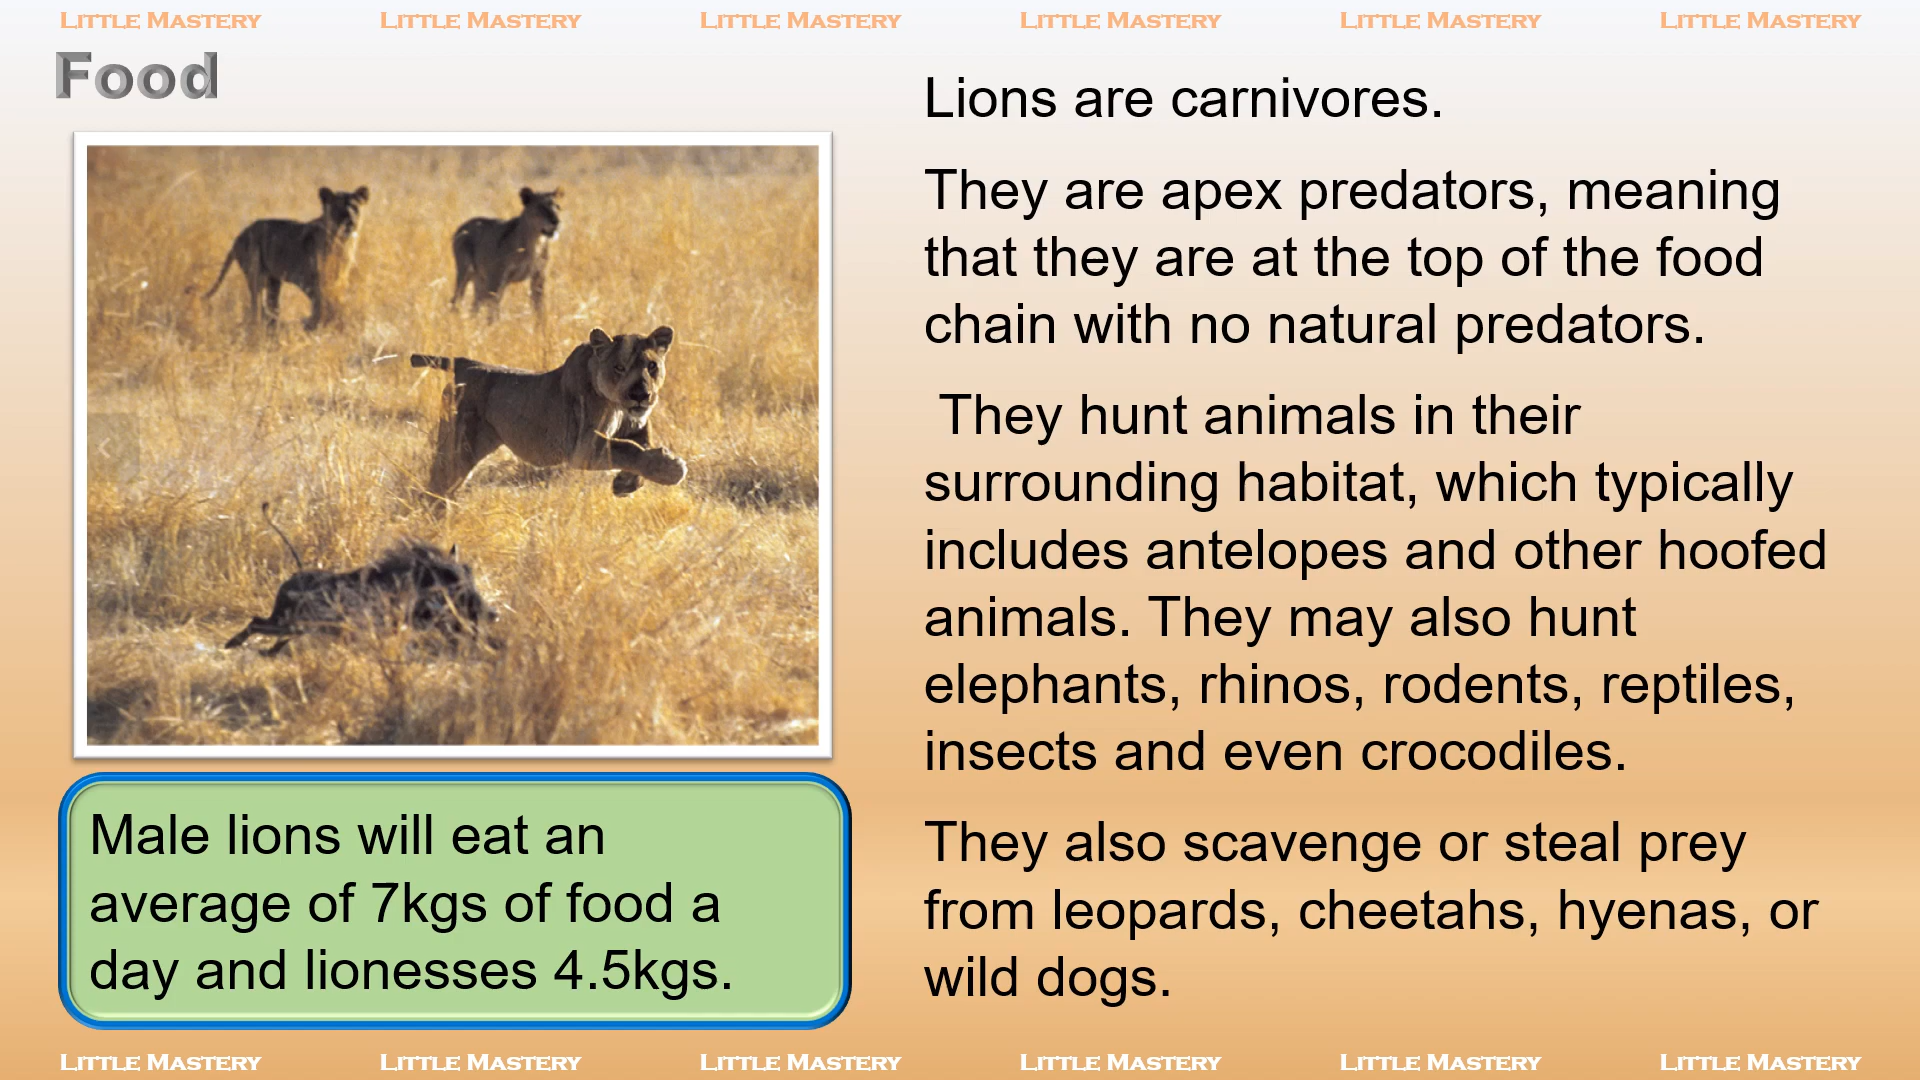 LITTLE MASTERY LITTLE MASTERY LITTLE MASTERY LITTLE MASTERY LITTLE MASTERY LITTLE MASTERY
Food
Lions are carnivores.
They are apex predators, meaning
that they are at the top of the food
chain with no natural predators.
They hunt animals in their
surrounding habitat, which typically
includes antelopes and other hoofed
animals. They may also hunt
elephants, rhinos, rodents, reptiles,
insects and even crocodiles.
They also scavenge or steal prey
from leopards, cheetahs, hyenas, or
wild dogs.
Male lions will eat an
average of 7kgs of food a
day and lionesses 4.5kgs.
LITTLE MASTERY LITTLE MASTERY LITTLE MASTERY LITTLE MASTERY LITTLE MASTERY LITTLE MASTERY